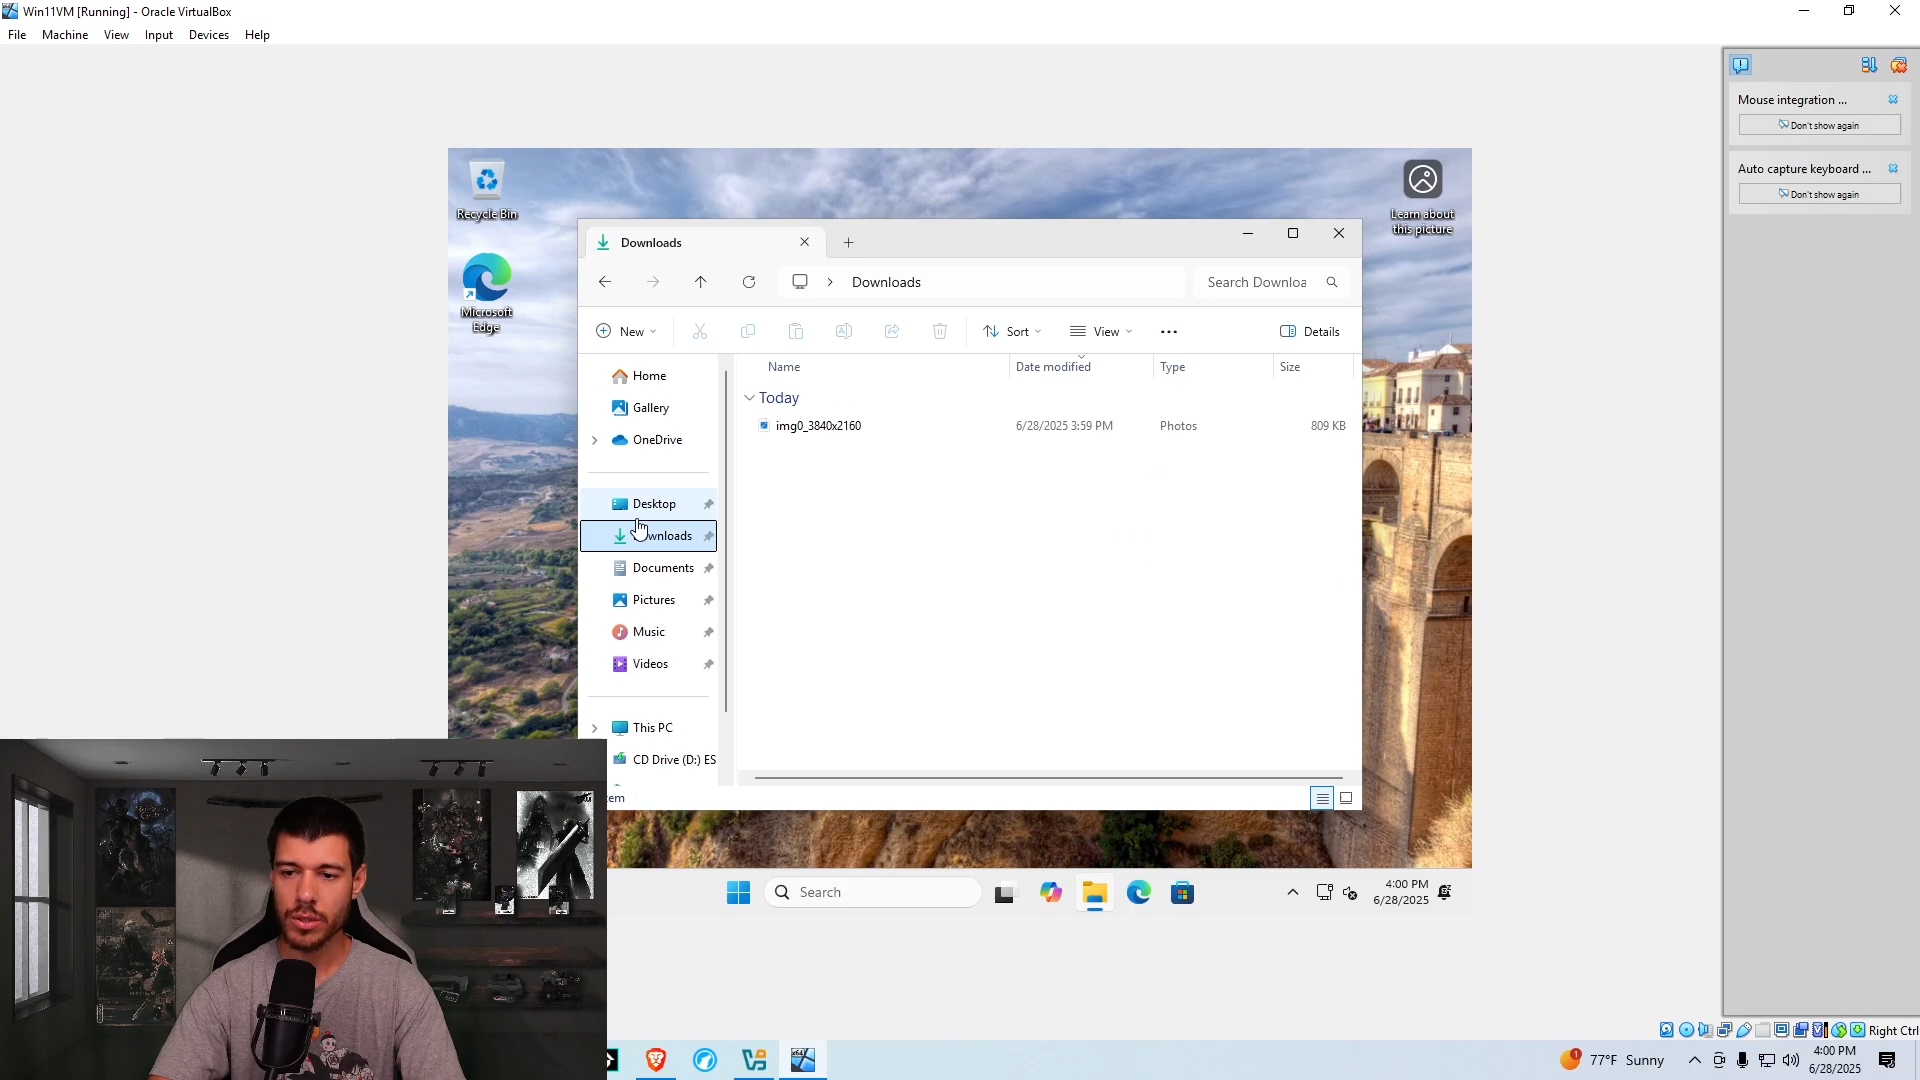 Win11VM [Running] - Oracle VirtualBox
File Machine View Input Devices Help
Mouse integration ...
Don't show again
Auto capture keyboard ...
Don't show again
Recycle Bin
Learn about
this picture
Microsoft
Edge
Downloads
Downloads
Search Downloa
New
Sort
View
Details
Name
Date modified
Type
Size
Home
Gallery
OneDrive
Desktop
wnloads
Documents
Pictures
Music
Videos
This PC
CD Drive (D:) ES
Today
img0_3840x2160
6/28/2025 3:59 PM
Photos
809 KB
em
Search
4:00 PM
6/28/2025
Right Ctrl
77°F Sunny
4:00 PM
6/28/2025